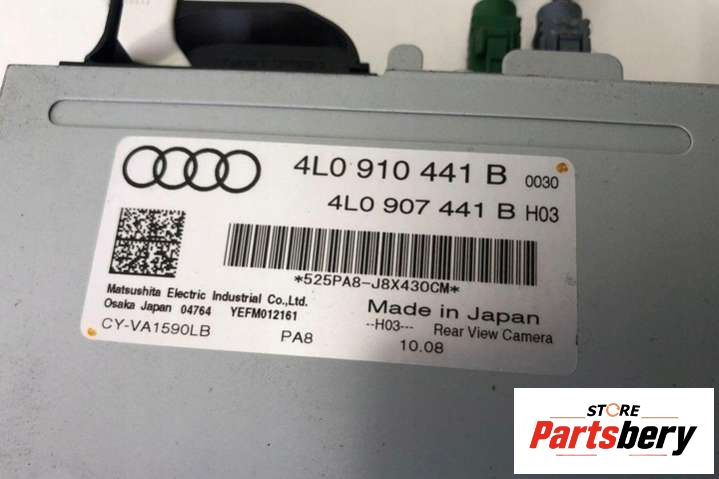 4L0 910 441 B 0030
4L0 907 441 B H03
*525PA8-J8X430CM*
Matsushita Electric Industrial Co.,Ltd.
Osaka Japan 04764 YEFM012161
Made in Japan
--H03--- Rear View Camera
CY-VA1590LB PA8 10.08
STORE
Partsbery